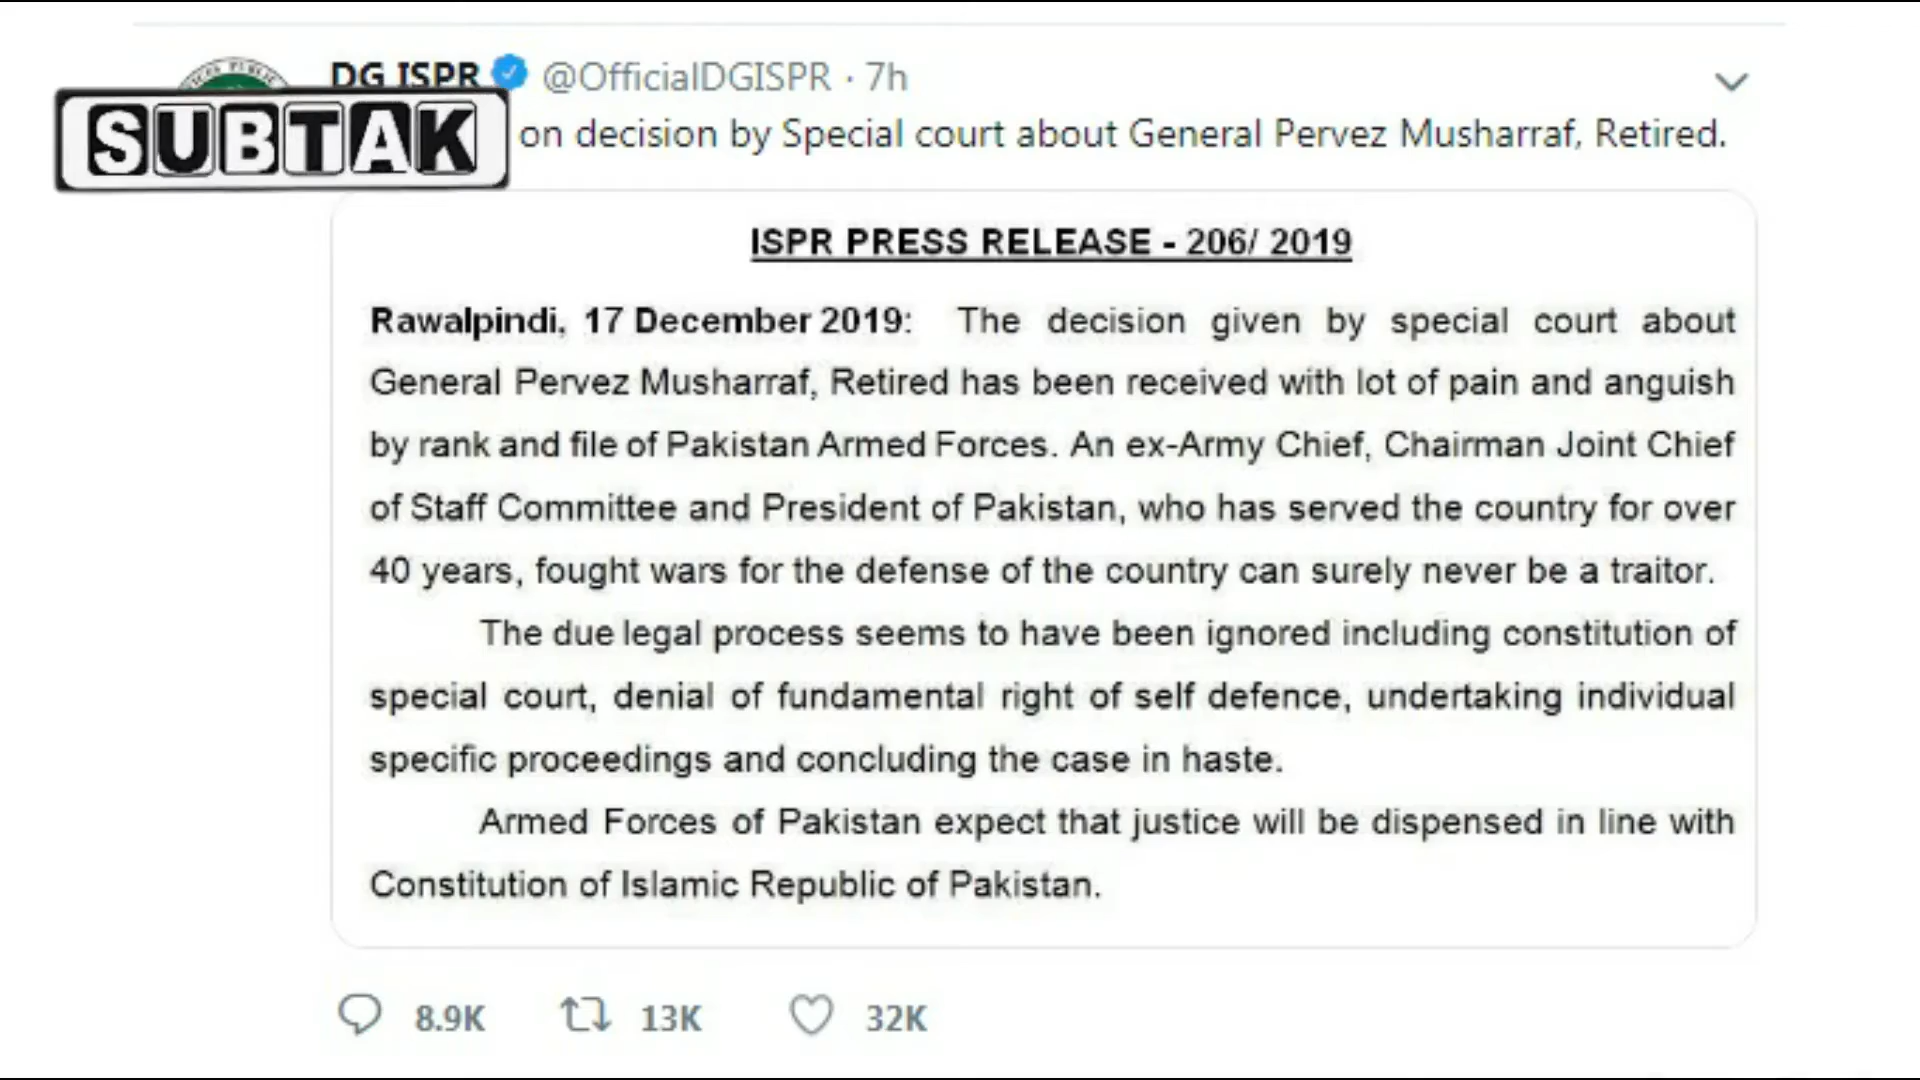 DG ISPR @OfficialDGISPR · 7h
SUBTAK
on decision by Special court about General Pervez Musharraf, Retired.
ISPR PRESS RELEASE - 206/ 2019
Rawalpindi, 17 December 2019: The decision given by special court about
General Pervez Musharraf, Retired has been received with lot of pain and anguish
by rank and file of Pakistan Armed Forces. An ex-Army Chief, Chairman Joint Chief
of Staff Committee and President of Pakistan, who has served the country for over
40 years, fought wars for the defense of the country can surely never be a traitor.
The due legal process seems to have been ignored including constitution of
special court, denial of fundamental right of self defence, undertaking individual
specific proceedings and concluding the case in haste.
Armed Forces of Pakistan expect that justice will be dispensed in line with
Constitution of Islamic Republic of Pakistan.
8.9K 13K 32K